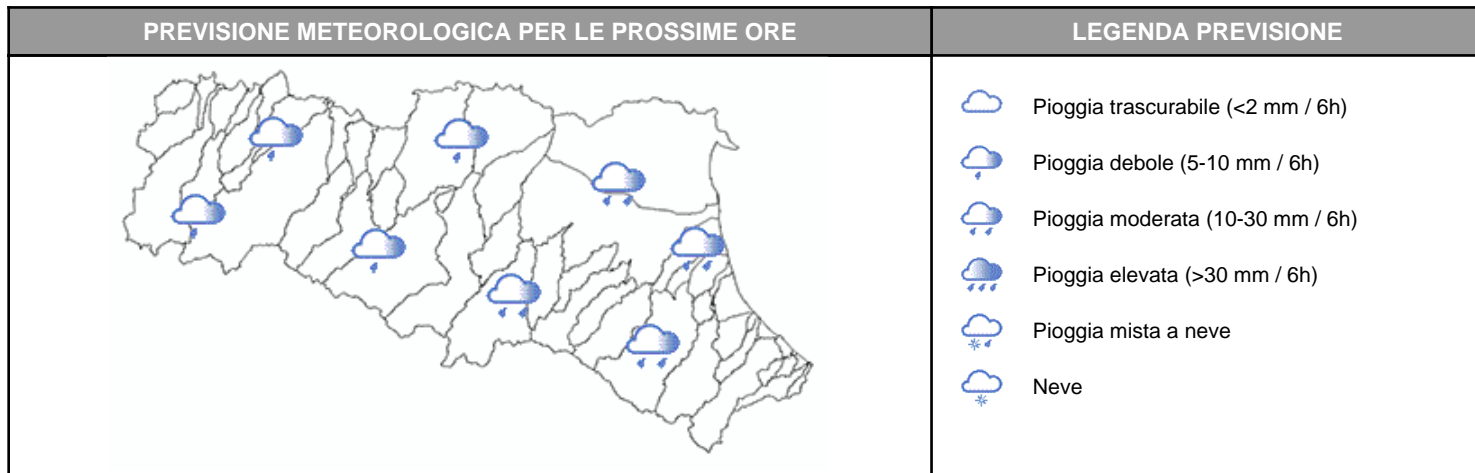 PREVISIONE METEOROLOGICA PER LE PROSSIME ORE
LEGENDA PREVISIONE
Pioggia trascurabile (<2 mm / 6h)
Pioggia debole (5-10 mm / 6h)
Pioggia moderata (10-30 mm / 6h)
Pioggia elevata (>30 mm / 6h)
Pioggia mista a neve
Neve